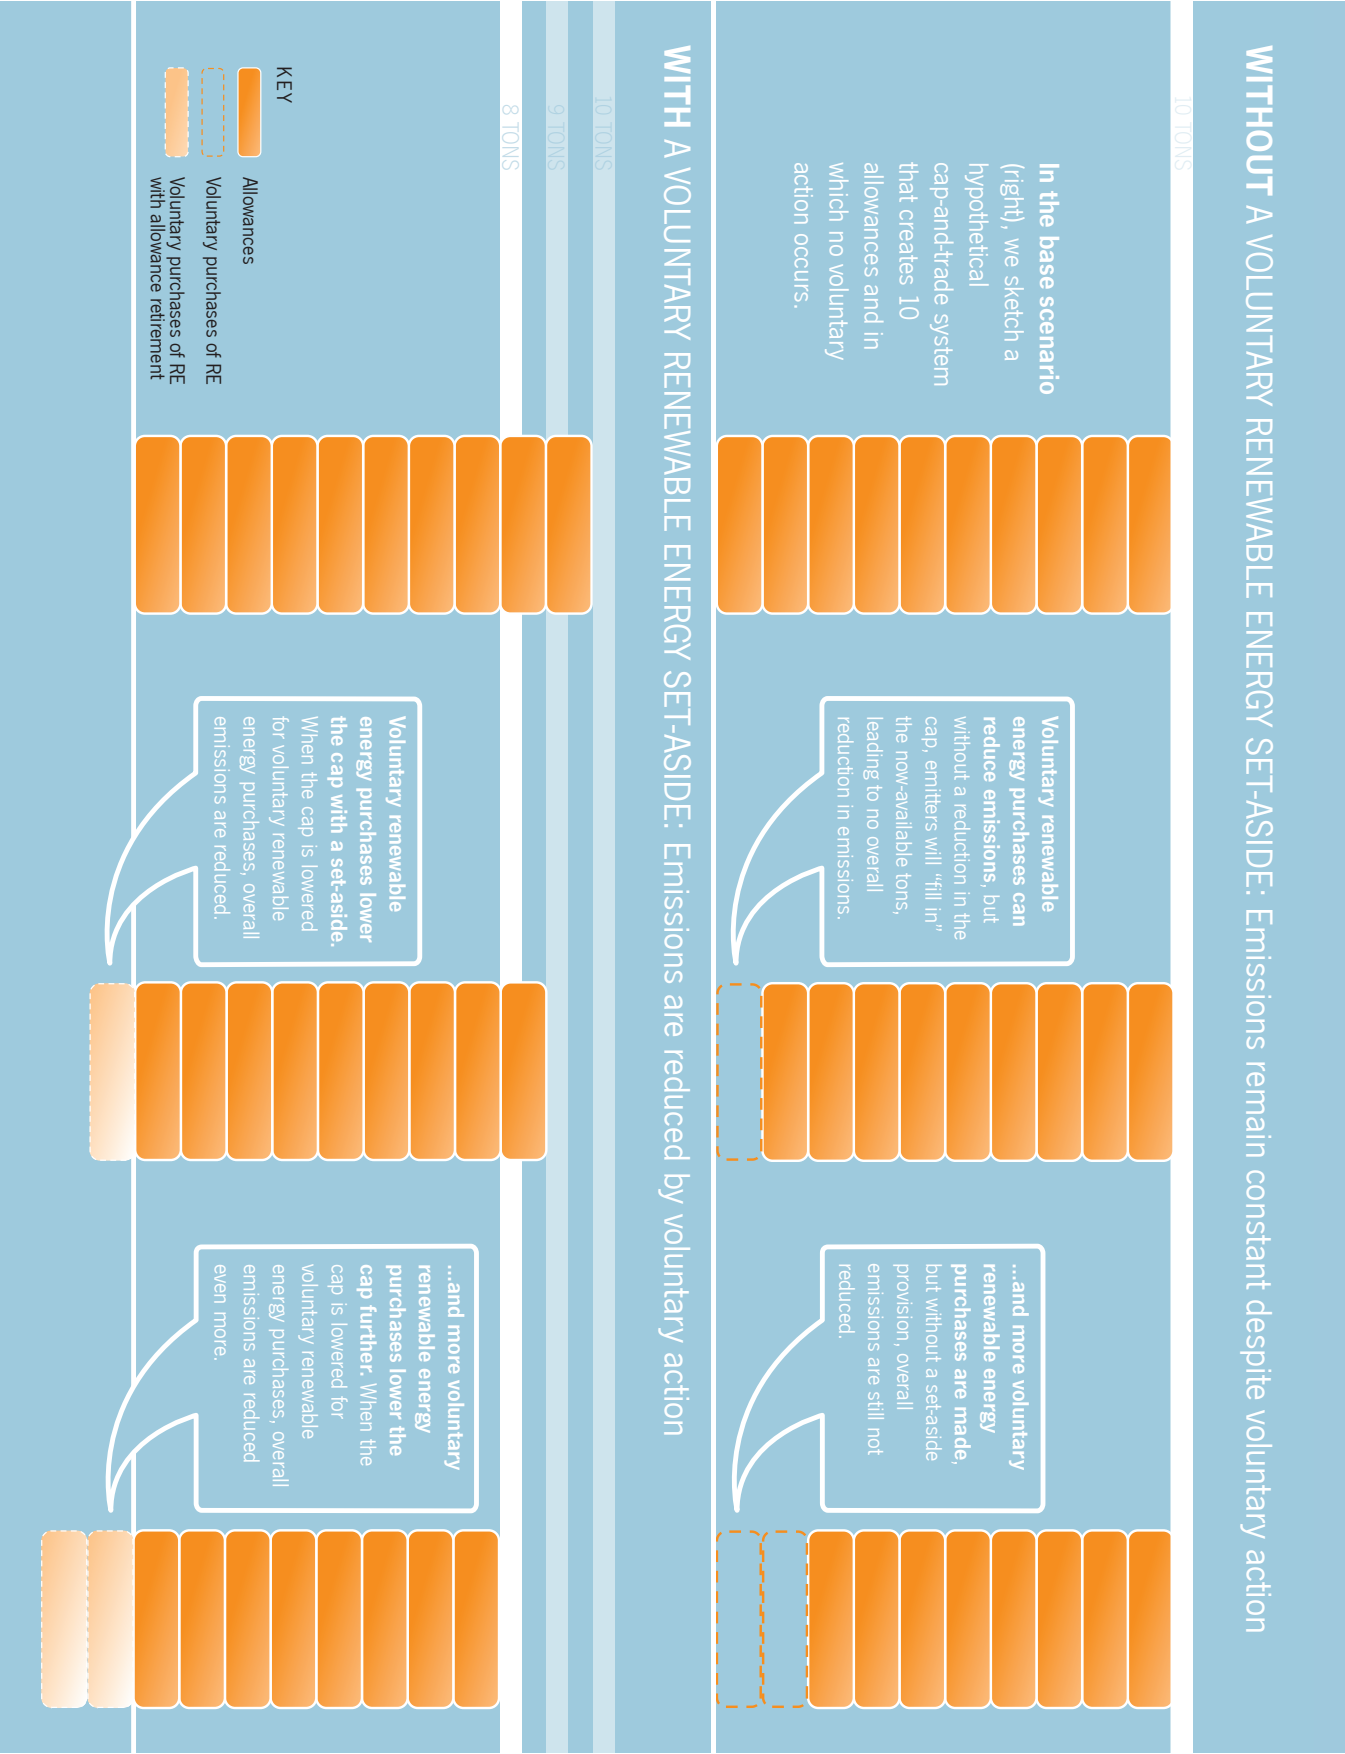 WITHOUT A VOLUNTARY RENEWABLE ENERGY SET-ASIDE: Emissions remain constant despite voluntary action
10 TONS
In the base scenario
(right), we sketch a
hypothetical
cap-and-trade system
that creates 10
allowances and in
which no voluntary
action occurs.
Voluntary renewable
energy purchases can
reduce emissions, but
without a reduction in the
cap, emitters will “fill in”
the now-available tons,
leading to no overall
reduction in emissions.
...and more voluntary
renewable energy
purchases are made,
but without a set-aside
provision, overall
emissions are still not
reduced.
WITH A VOLUNTARY RENEWABLE ENERGY SET-ASIDE: Emissions are reduced by voluntary action
10 TONS
9 TONS
8 TONS
Voluntary renewable
energy purchases lower
the cap with a set-aside.
When the cap is lowered
for voluntary renewable
energy purchases, overall
emissions are reduced.
...and more voluntary
renewable energy
purchases lower the
cap further. When the
cap is lowered for
voluntary renewable
energy purchases, overall
emissions are reduced
even more.
KEY
Allowances
Voluntary purchases of RE
Voluntary purchases of RE
with allowance retirement